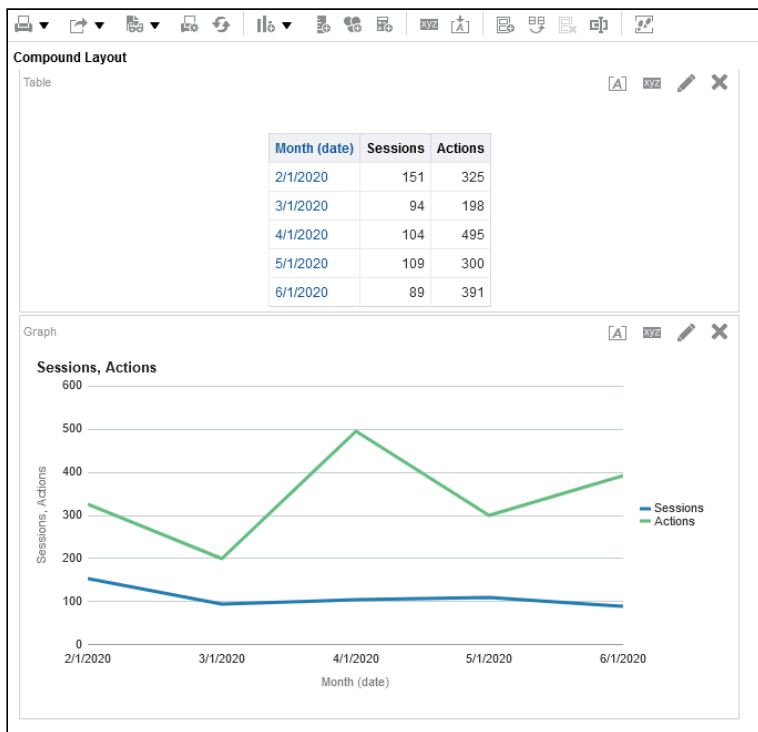 xyz
A
Compound Layout
Table
A xyz
Month (date) Sessions Actions
2/1/2020 151 325
3/1/2020 94 198
4/1/2020 104 495
5/1/2020 109 300
6/1/2020 89 391
Graph
A xyz
Sessions, Actions
600
500
400
300
200
100
0
Sessions, Actions
Sessions
Actions
2/1/2020 3/1/2020 4/1/2020 5/1/2020 6/1/2020
Month (date)